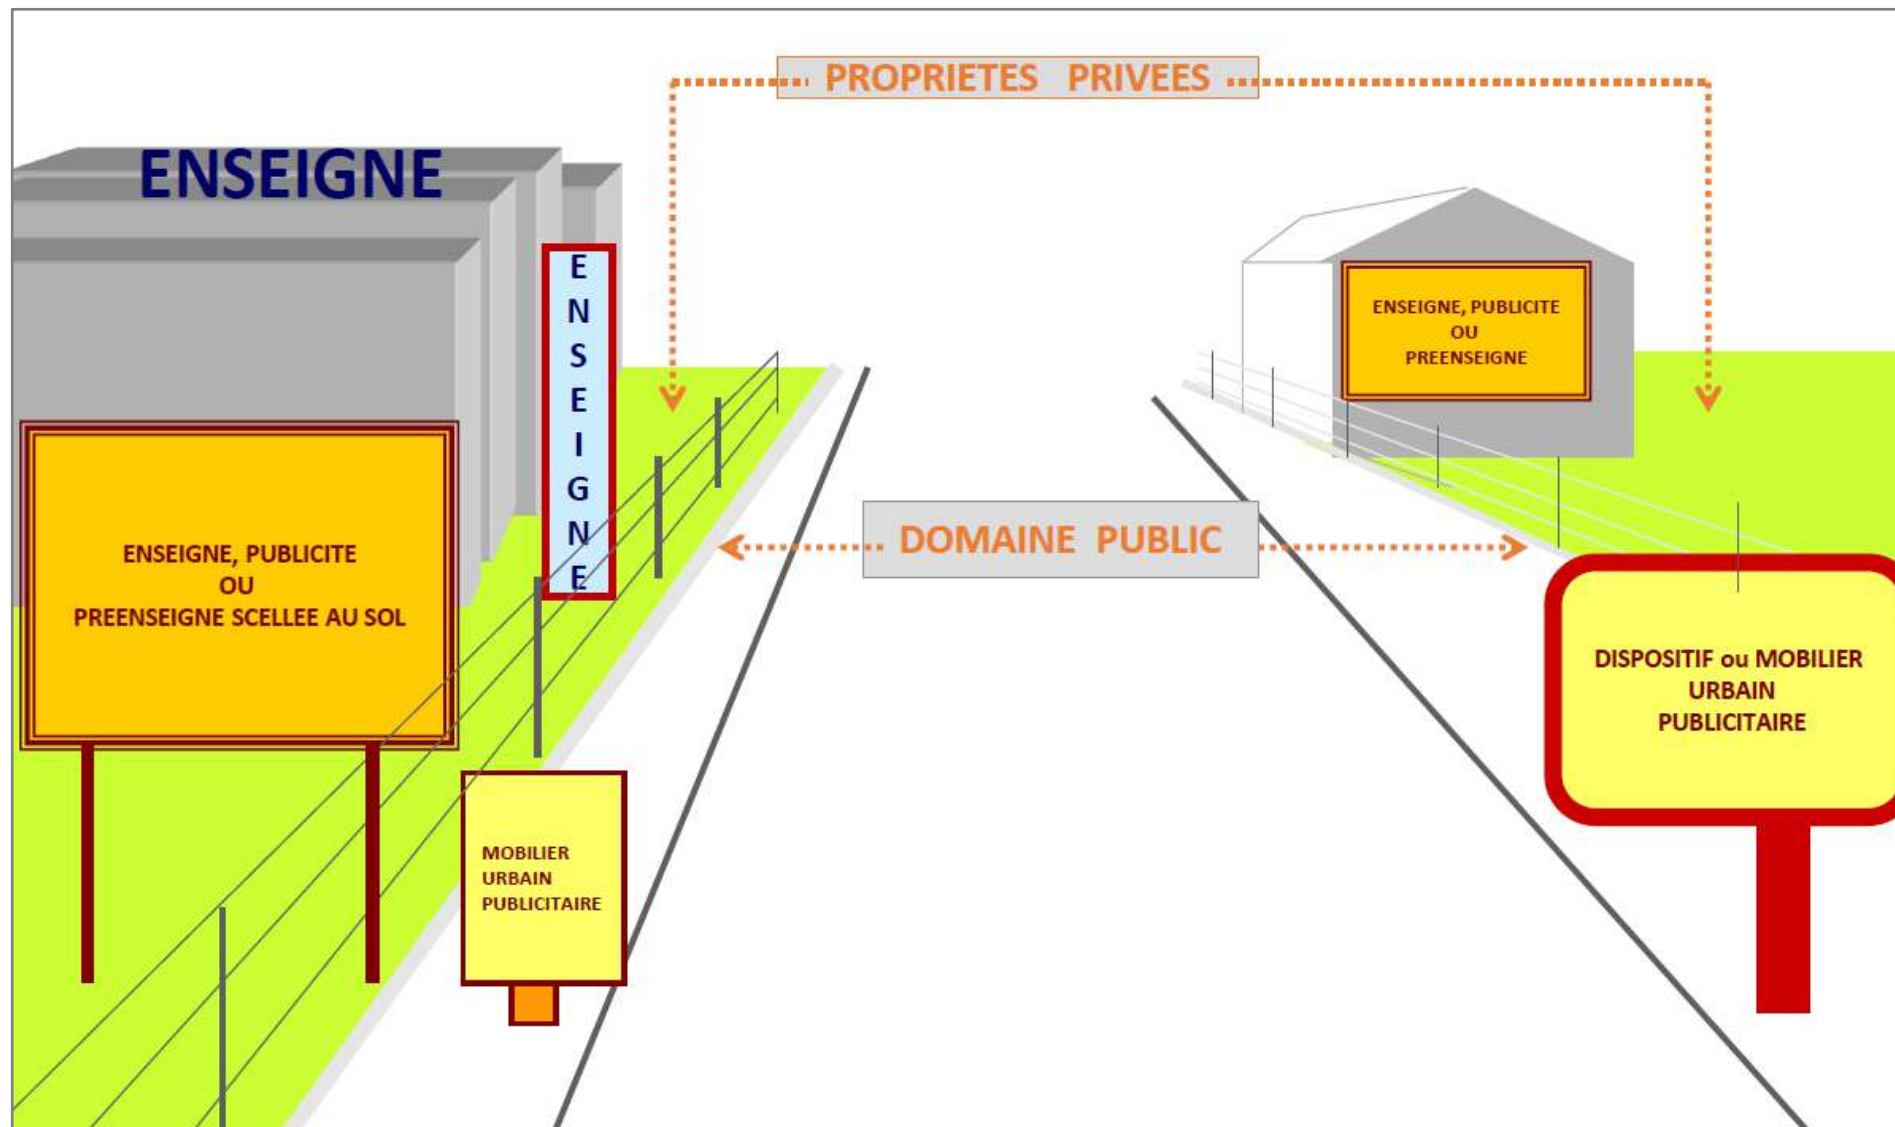 PROPRIETES PRIVEES
ENSEIGNE
ENSEIGNE
ENSEIGNE, PUBLICITE
OU
PREENSEIGNE
DOMAINE PUBLIC
ENSEIGNE, PUBLICITE
OU
PREENSEIGNE SCELLEE AU SOL
DISPOSITIF ou MOBILIER
URBAIN
PUBLICITAIRE
MOBILIER
URBAIN
PUBLICITAIRE